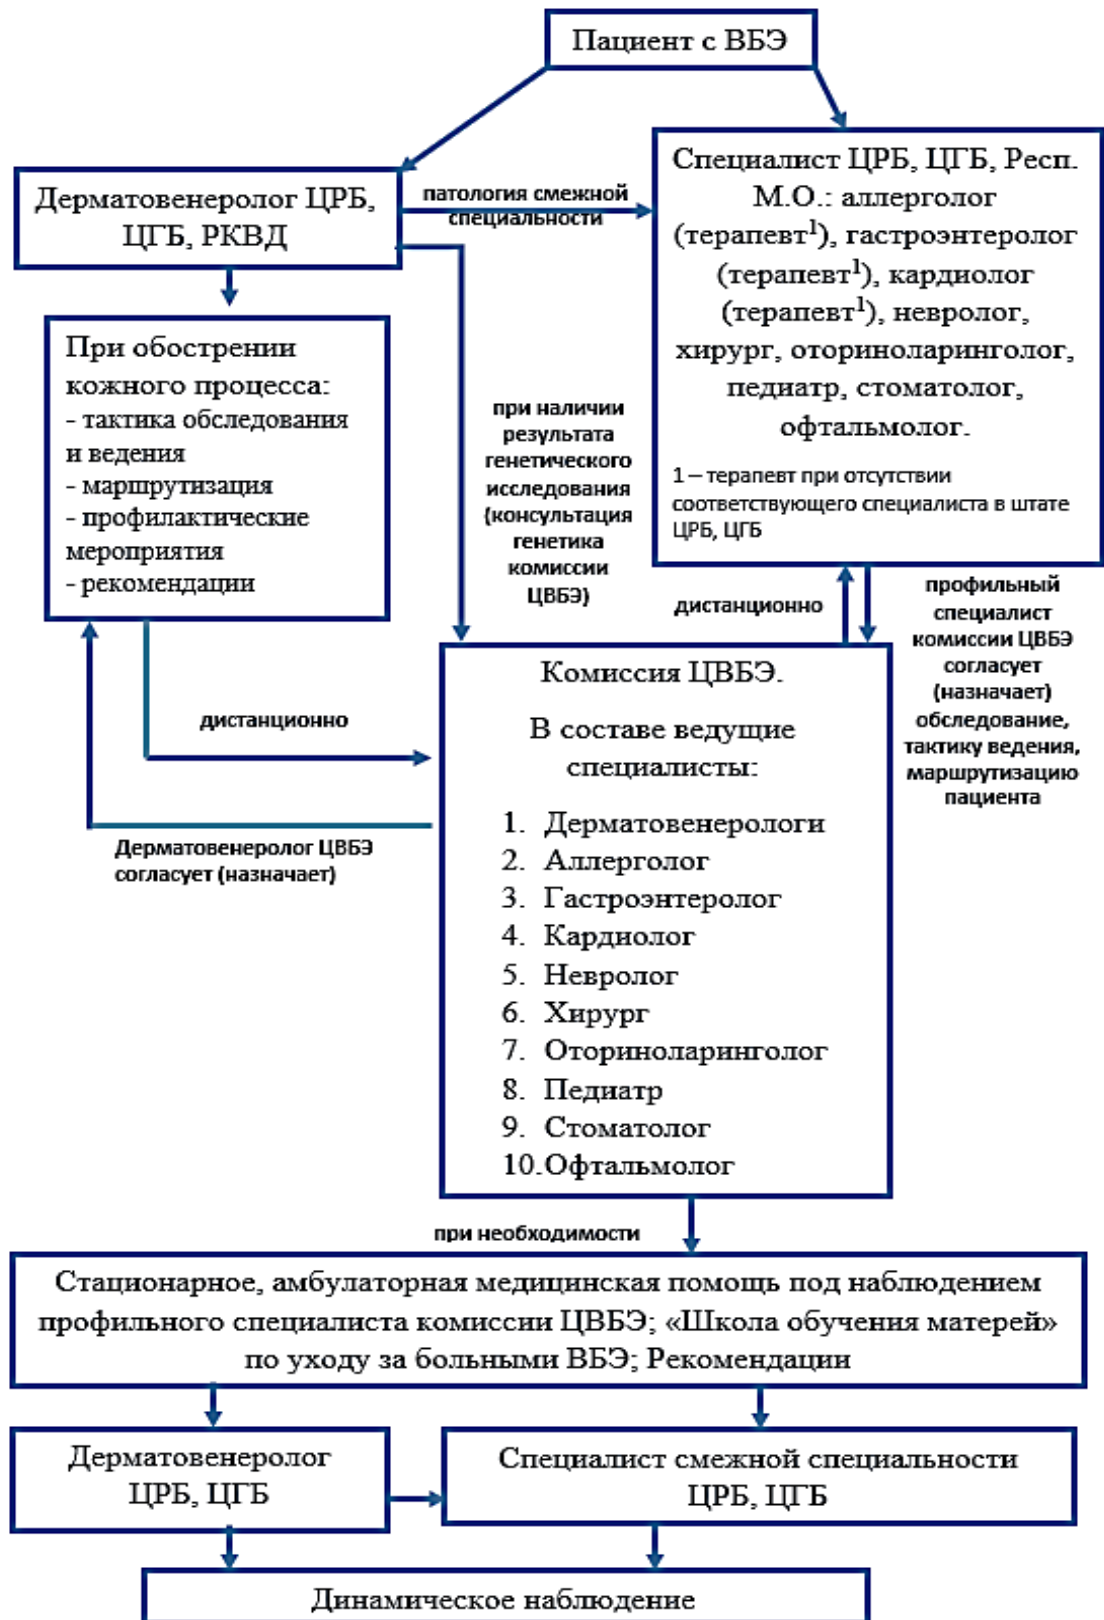 Пациент с ВБЭ
Дерматовенеролог ЦРБ,
ЦГБ, РКВД
патология смежной
специальности
Специалист ЦРБ, ЦГБ, Респ.
М.О.: аллерголог
(терапевт¹), гастроэнтеролог
(терапевт¹), кардиолог
(терапевт¹), невролог,
хирург, оториноларинголог,
педиатр, стоматолог,
офтальмолог.
1 – терапевт при отсутствии
соответствующего специалиста в штате
ЦРБ, ЦГБ
При обострении
кожного процесса:
- тактика обследования
и ведения
- маршрутизация
- профилактические
мероприятия
- рекомендации
при наличии
результата
генетического
исследования
(консультация
генетика
комиссии
ЦВБЭ)
дистанционно
профильный
специалист
комиссии ЦВБЭ
согласует
(назначает)
обследование,
тактику ведения,
маршрутизацию
пациента
дистанционно
Дерматовенеролог ЦВБЭ
согласует (назначает)
Комиссия ЦВБЭ.
В составе ведущие
специалисты:
1. Дерматовенерологи
2. Аллерголог
3. Гастроэнтеролог
4. Кардиолог
5. Невролог
6. Хирург
7. Оториноларинголог
8. Педиатр
9. Стоматолог
10. Офтальмолог
при необходимости
Стационарное, амбулаторная медицинская помощь под наблюдением
профильного специалиста комиссии ЦВБЭ; «Школа обучения матерей»
по уходу за больными ВБЭ; Рекомендации
Дерматовенеролог
ЦРБ, ЦГБ
Специалист смежной специальности
ЦРБ, ЦГБ
Динамическое наблюдение